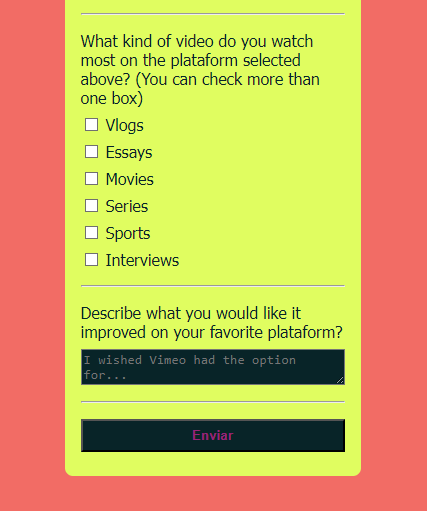 What kind of video do you watch
most on the plataform selected
above? (You can check more than
one box)
Vlogs
Essays
Movies
Series
Sports
Interviews
Describe what you would like it
improved on your favorite plataform?
I wished Vimeo had the option
for...
Enviar